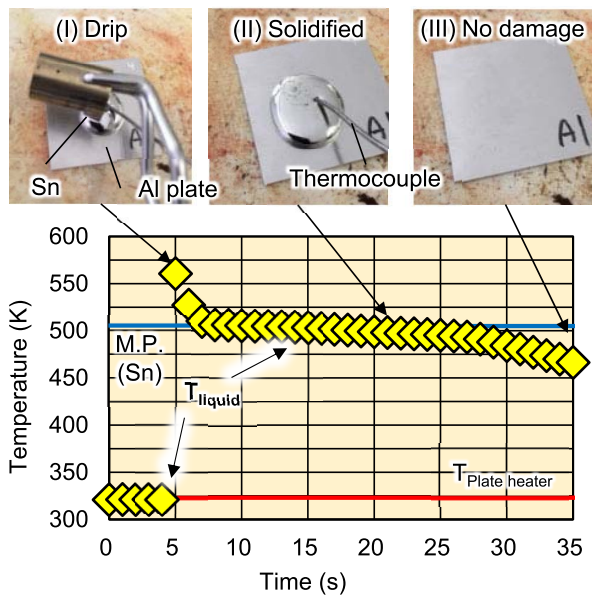 (I) Drip
(II) Solidified
(III) No damage
Al
Al
Al
Sn
Al plate
Thermocouple
600
550
500
450
400
350
300
Temperature (K)
M.P.
(Sn)
Tliquid
TPlate heater
0
5
10
15
20
25
30
35
Time (s)